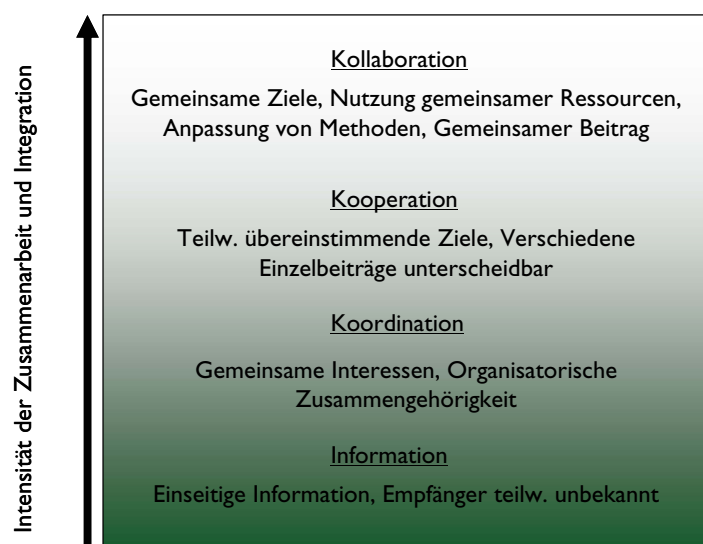 Intensität der Zusammenarbeit und Integration
Kollaboration
Gemeinsame Ziele, Nutzung gemeinsamer Ressourcen,
Anpassung von Methoden, Gemeinsamer Beitrag
Kooperation
Teilw. übereinstimmende Ziele, Verschiedene
Einzelbeiträge unterscheidbar
Koordination
Gemeinsame Interessen, Organisatorische
Zusammengehörigkeit
Information
Einseitige Information, Empfänger teilw. unbekannt